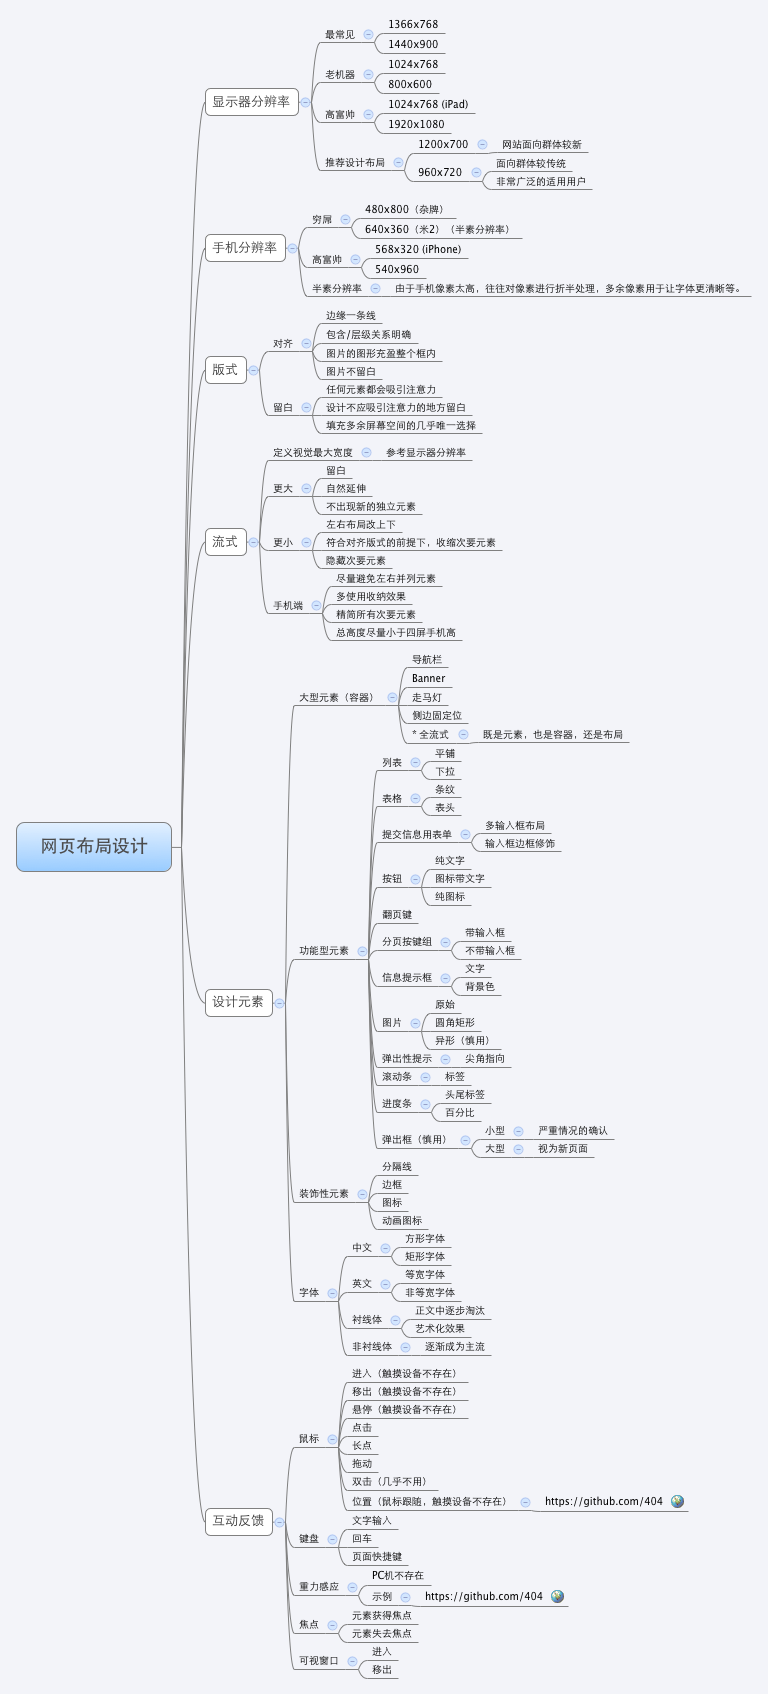 网页布局设计
显示器分辨率
最常见
1366x768
1440x900
老机器
1024x768
800x600
高富帅
1024x768 (iPad)
1920x1080
推荐设计布局
1200x700
网站面向群体较新
960x720
面向群体较传统
非常广泛的适用用户
手机分辨率
穷屌
480x800（杂牌）
640x360（米2）（半素分辨率）
高富帅
568x320 (iPhone)
540x960
半素分辨率
由于手机像素太高，往往对像素进行折半处理，多余像素用于让字体更清晰等。
版式
对齐
边缘一条线
包含/层级关系明确
图片的图形充盈整个框内
图片不留白
留白
任何元素都会吸引注意力
设计不应吸引注意力的地方留白
填充多余屏幕空间的几乎唯一选择
流式
定义视觉最大宽度
参考显示器分辨率
更大
留白
自然延伸
不出现新的独立元素
更小
左右布局改上下
符合对齐版式的前提下，收缩次要元素
隐藏次要元素
手机端
尽量避免左右并列元素
多使用收纳效果
精简所有次要元素
总高度尽量小于四屏手机高
设计元素
大型元素（容器）
导航栏
Banner
走马灯
侧边固定位
* 全流式
既是元素，也是容器，还是布局
功能型元素
列表
平铺
下拉
表格
条纹
表头
提交信息用表单
多输入框布局
输入框边框修饰
按钮
纯文字
图标带文字
纯图标
翻页键
分页按键组
带输入框
不带输入框
信息提示框
文字
背景色
图片
原始
圆角矩形
异形（慎用）
弹出性提示
尖角指向
滚动条
标签
进度条
头尾标签
百分比
弹出框（慎用）
小型
严重情况的确认
大型
视为新页面
装饰性元素
分隔线
边框
图标
动画图标
字体
中文
方形字体
矩形字体
英文
等宽字体
非等宽字体
衬线体
正文中逐步淘汰
艺术化效果
非衬线体
逐渐成为主流
互动反馈
鼠标
进入（触摸设备不存在）
移出（触摸设备不存在）
悬停（触摸设备不存在）
点击
长点
拖动
双击（几乎不用）
位置（鼠标跟随，触摸设备不存在）
https://github.com/404
键盘
文字输入
回车
页面快捷键
重力感应
PC机不存在
示例
https://github.com/404
焦点
元素获得焦点
元素失去焦点
可视窗口
进入
移出